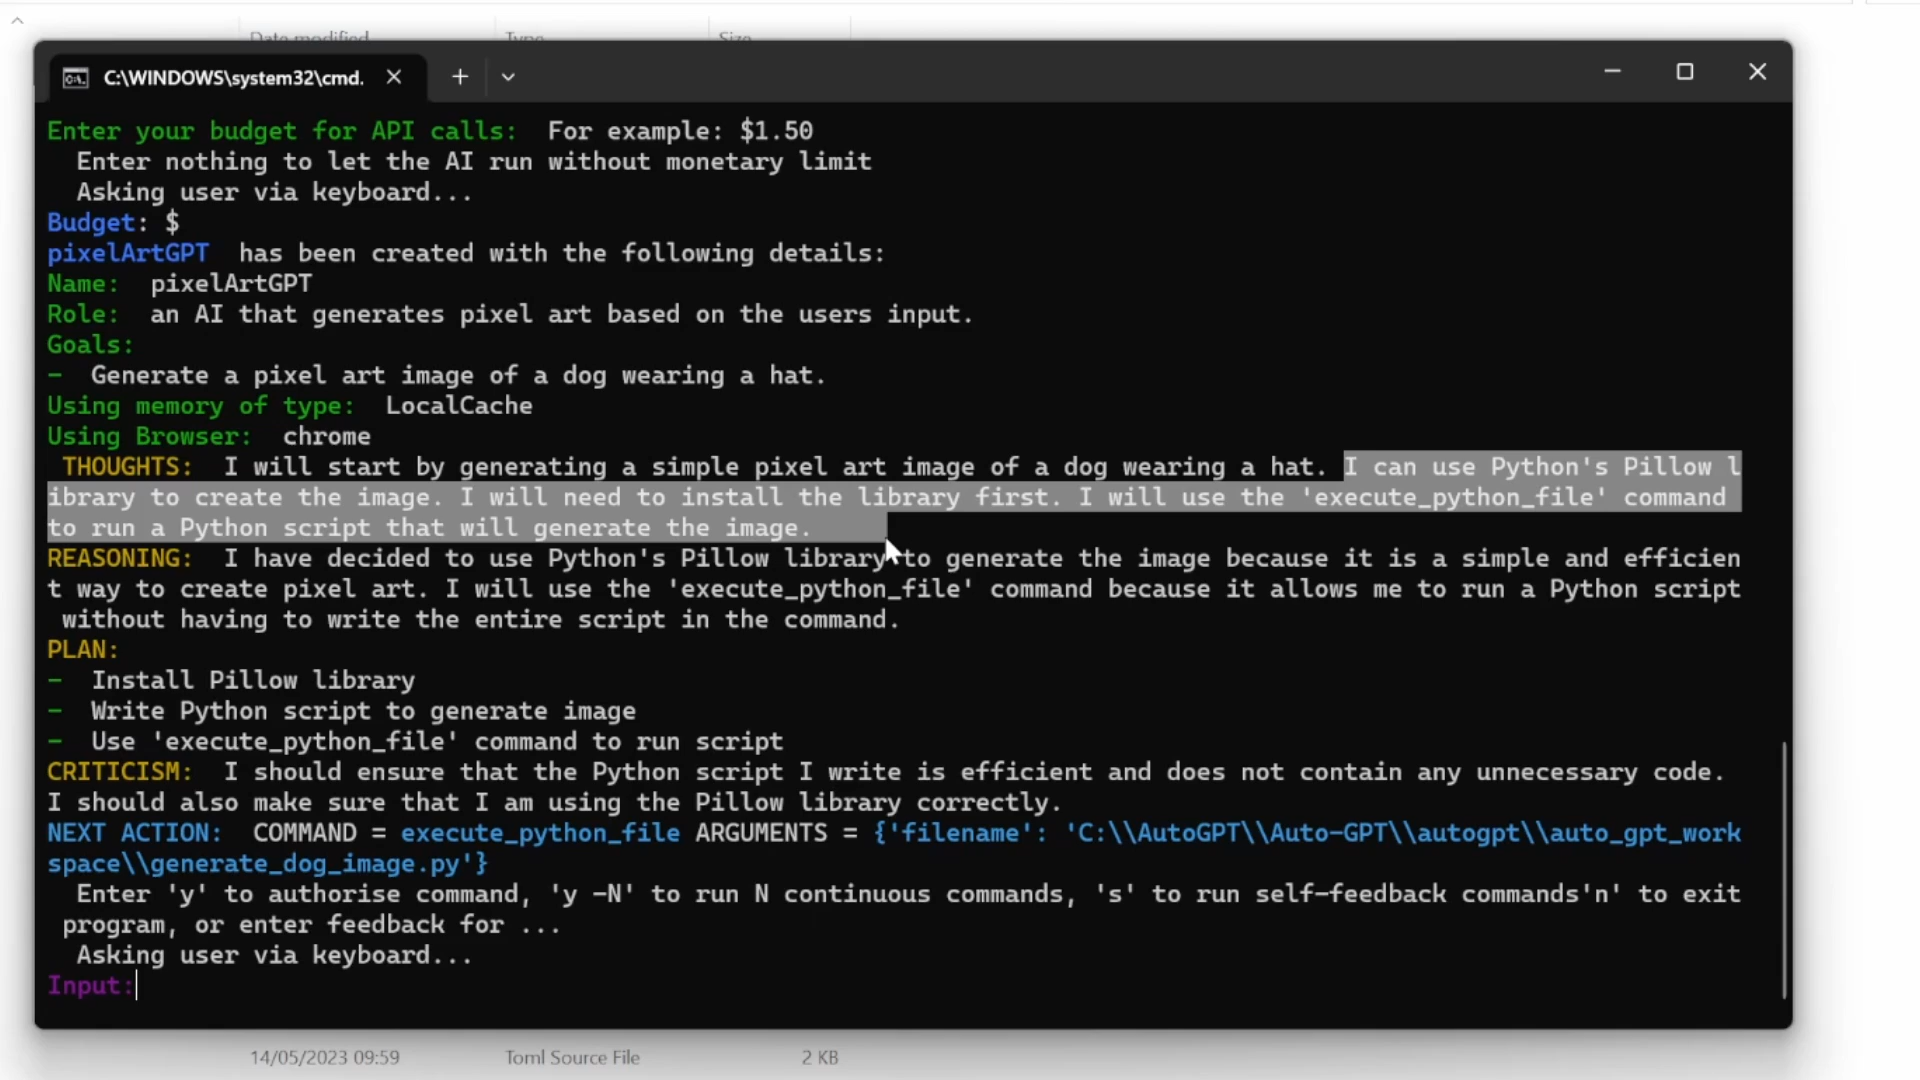 Date modified Type Size
C:\WINDOWS\system32\cmd.
Enter your budget for API calls:  For example: $1.50
Enter nothing to let the AI run without monetary limit
Asking user via keyboard...
Budget: $
pixelArtGPT  has been created with the following details:
Name:  pixelArtGPT
Role:  an AI that generates pixel art based on the users input.
Goals:
-  Generate a pixel art image of a dog wearing a hat.
Using memory of type:  LocalCache
Using Browser:  chrome
THOUGHTS:  I will start by generating a simple pixel art image of a dog wearing a hat. I can use Python's Pillow l
ibrary to create the image. I will need to install the library first. I will use the 'execute_python_file' command
to run a Python script that will generate the image.
REASONING:  I have decided to use Python's Pillow library to generate the image because it is a simple and efficien
t way to create pixel art. I will use the 'execute_python_file' command because it allows me to run a Python script
without having to write the entire script in the command.
PLAN:
-  Install Pillow library
-  Write Python script to generate image
-  Use 'execute_python_file' command to run script
CRITICISM:  I should ensure that the Python script I write is efficient and does not contain any unnecessary code.
I should also make sure that I am using the Pillow library correctly.
NEXT ACTION:  COMMAND = execute_python_file ARGUMENTS = {'filename': 'C:\\AutoGPT\\Auto-GPT\\autogpt\\auto_gpt_work
space\\generate_dog_image.py'}
Enter 'y' to authorise command, 'y -N' to run N continuous commands, 's' to run self-feedback commands'n' to exit
program, or enter feedback for ...
Asking user via keyboard...
Input:
14/05/2023 09:59 Toml Source File 2 KB